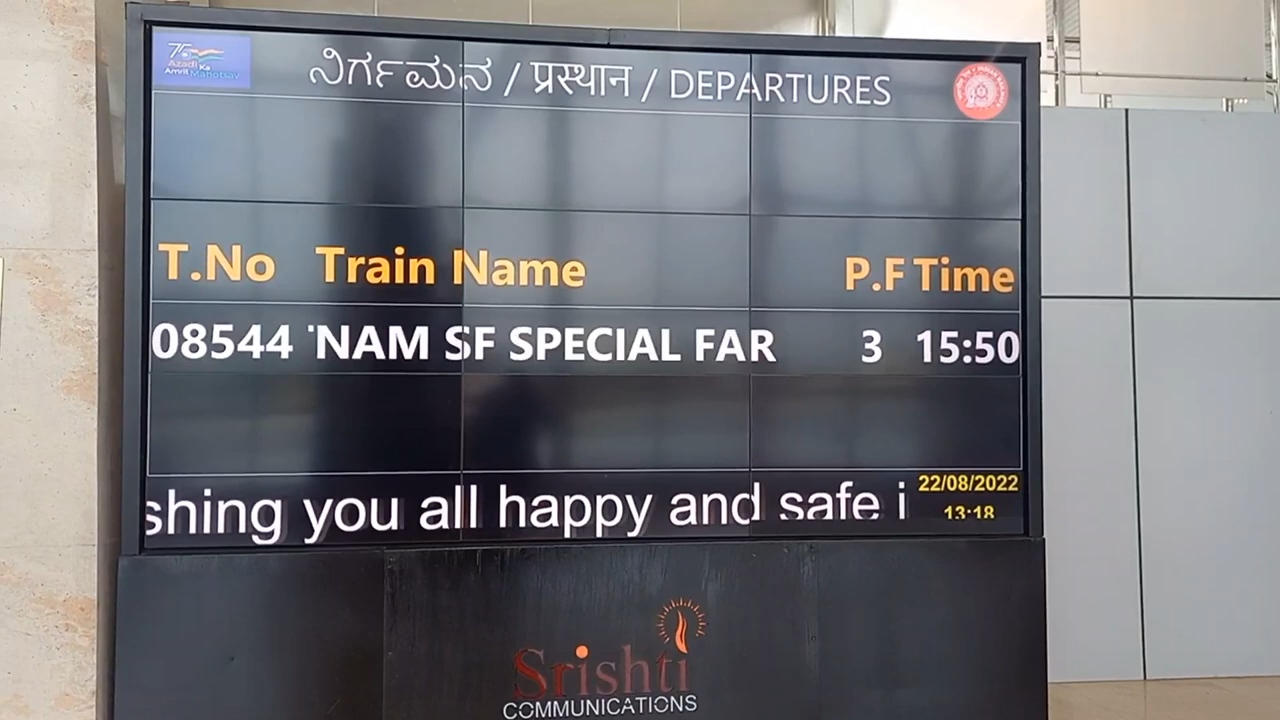 Azadi Ka
Amrit Mahotsav
ನಿರ್ಗಮನ / प्रस्थान / DEPARTURES
T.No Train Name P.F Time
08544 'NAM SF SPECIAL FAR 3 15:50
shing you all happy and safe
22/08/2022
13:18
Srishti
COMMUNICATIONS